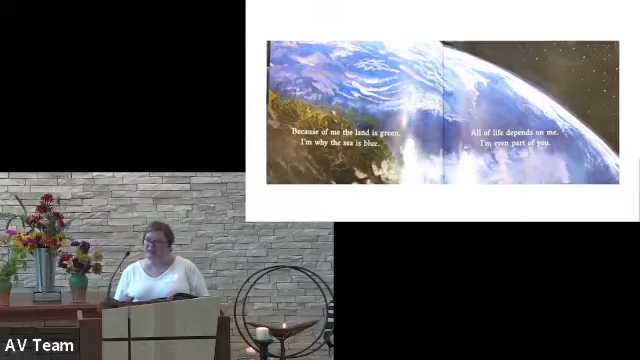 Because of me the land is green.
I'm why the sea is blue.
All of life depends on me.
I'm even part of you.
AV Team